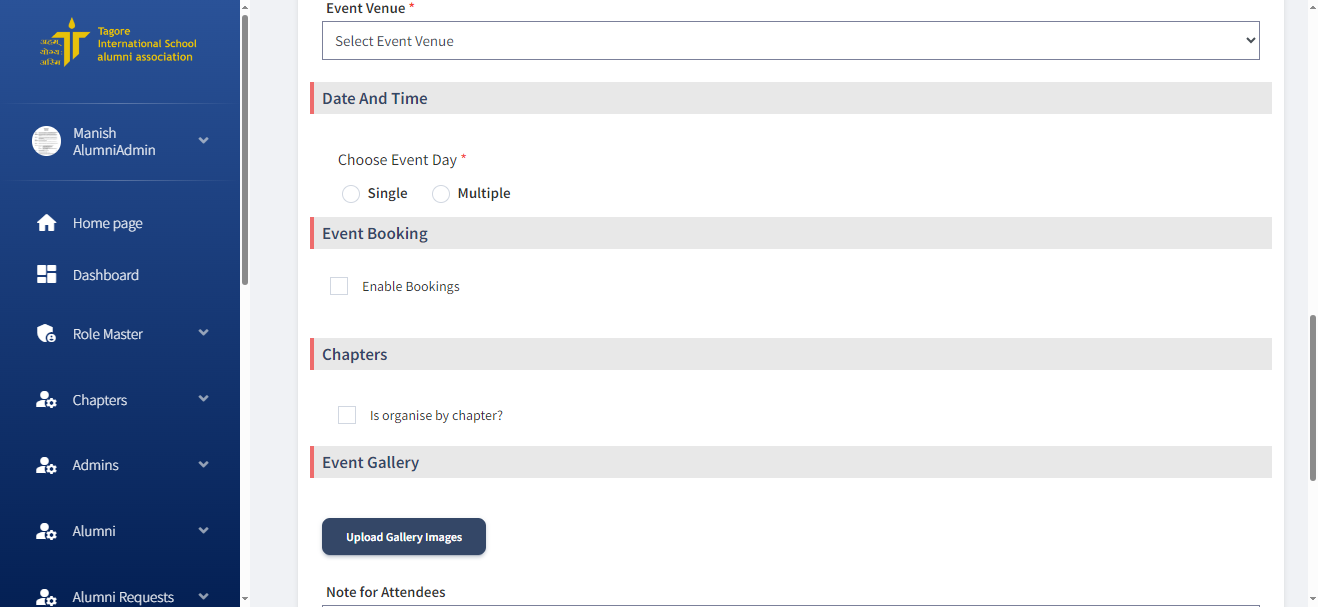 अहम्
योग्यः
अस्मि
Tagore
International School
alumni association
Manish
AlumniAdmin
Home page
Dashboard
Role Master
Chapters
Admins
Alumni
Alumni Requests
Event Venue *
Select Event Venue
Date And Time
Choose Event Day *
Single Multiple
Event Booking
Enable Bookings
Chapters
Is organise by chapter?
Event Gallery
Upload Gallery Images
Note for Attendees